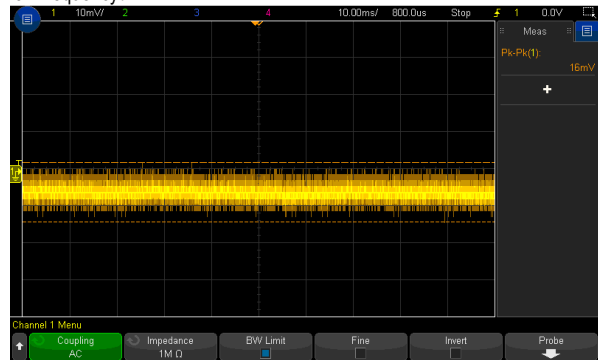 1 10mV/ 2 3 4 10.00ms/ 800.0us Stop 1 0.0V
Meas
Pk-Pk(1):
16mV
T
1
Channel 1 Menu
Coupling Impedance BW Limit Fine Invert Probe
AC 1M Ω